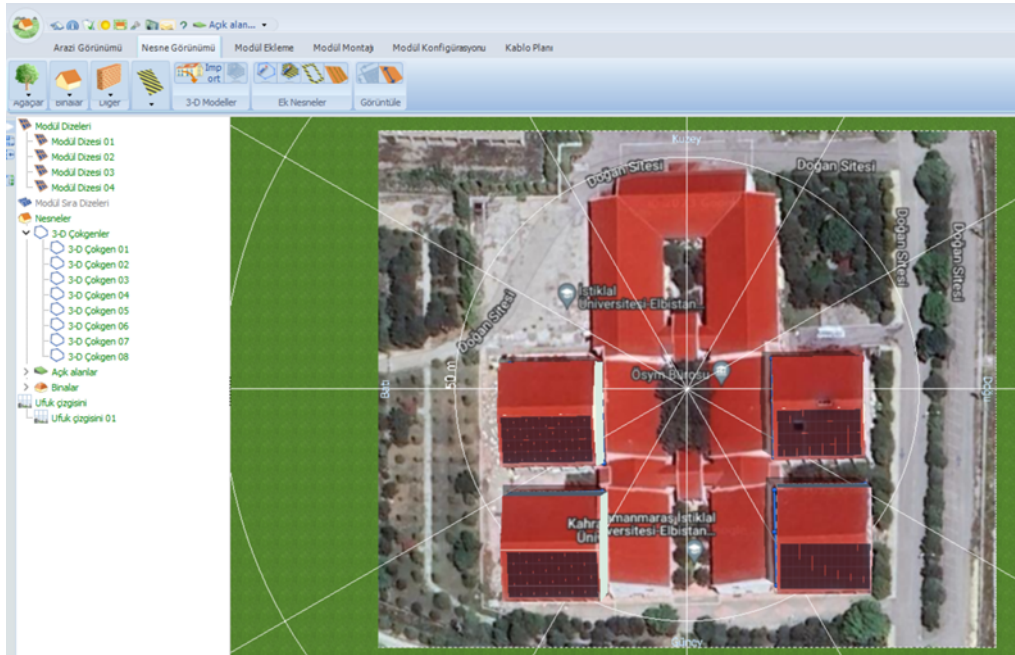 ? Açık alan...
Arazi Görünümü Nesne Görünümü Modül Ekleme Modül Montajı Modül Konfigürasyonu Kablo Planı
Import
Ağaçlar Binalar Diğer 3-D Modeller Ek Nesneler Görüntüle
Modül Dizeleri
Modül Dizesi 01
Modül Dizesi 02
Modül Dizesi 03
Modül Dizesi 04
Modül Sıra Dizeleri
Nesneler
3-D Çokgenler
3-D Çokgen 01
3-D Çokgen 02
3-D Çokgen 03
3-D Çokgen 04
3-D Çokgen 05
3-D Çokgen 06
3-D Çokgen 07
3-D Çokgen 08
Açık alanlar
Binalar
Ufuk çizgisini
Ufuk çizgisini 01
Kuzey
Doğan Sitesi
Doğan Sitesi
Doğan Sitesi
Doğan Sitesi
Doğan Sitesi
İstiklal
Üniversitesi-Elbistan...
Ösym Bürosu
50 m
Batı
Doğu
Kahramanmaraş İstiklal
Üniversitesi-Elbistan...
Güney